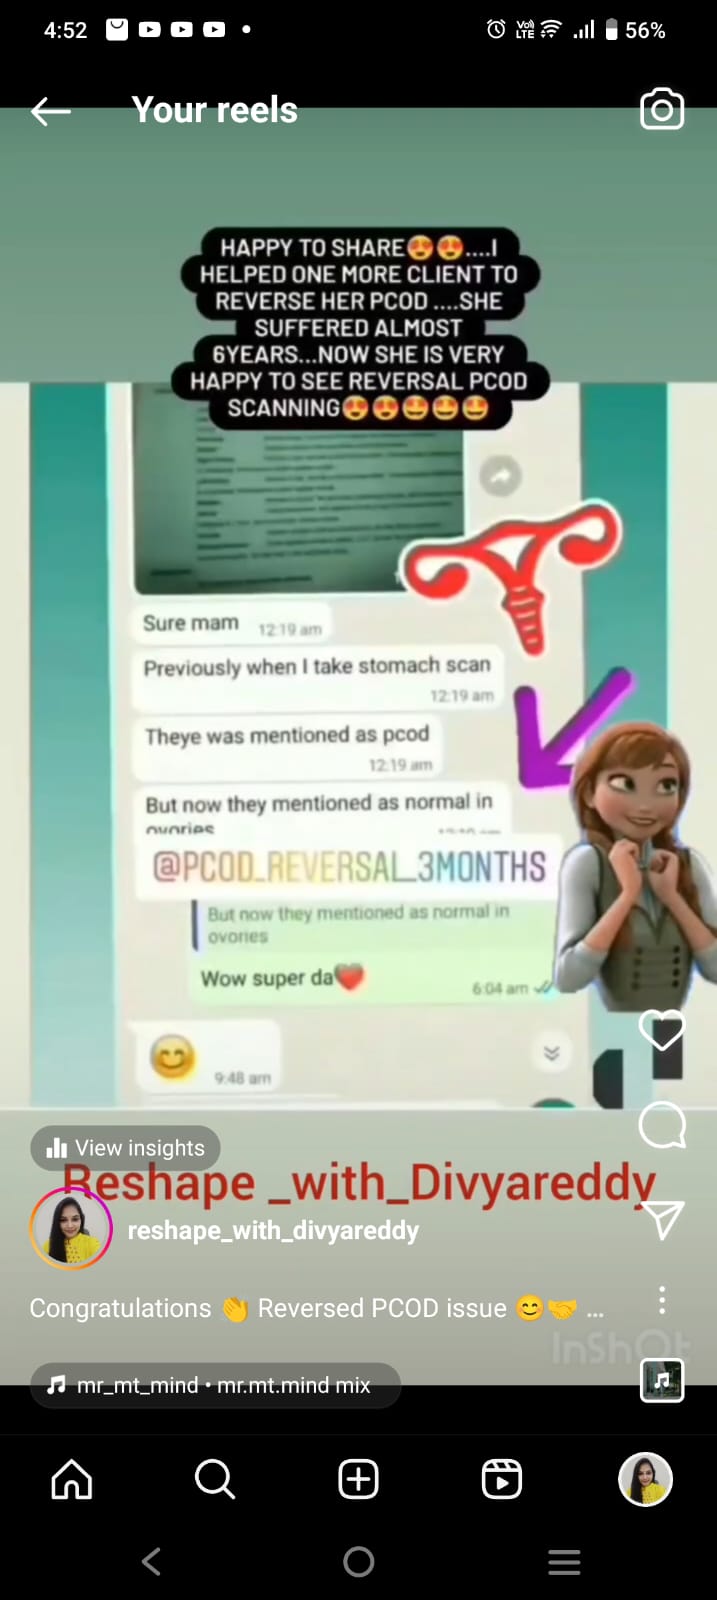 4:52
Vo)) LTE
56%
Your reels
HAPPY TO SHARE😍😍....I
HELPED ONE MORE CLIENT TO
REVERSE HER PCOD ....SHE
SUFFERED ALMOST
6YEARS...NOW SHE IS VERY
HAPPY TO SEE REVERSAL PCOD
SCANNING😍😍🤩🤩🤩
Sure mam 12:19 am
Previously when I take stomach scan
12:19 am
Theye was mentioned as pcod
12:19 am
But now they mentioned as normal in
ovories
@PCOD_REVERSAL_3MONTHS
But now they mentioned as normal in
ovories
Wow super da❤️
6:04 am
😊
9:48 am
View insights
Reshape _with_Divyareddy
reshape_with_divyareddy
Congratulations 👏 Reversed PCOD issue 😊🤝 ...
InShOt
mr_mt_mind • mr.mt.mind mix